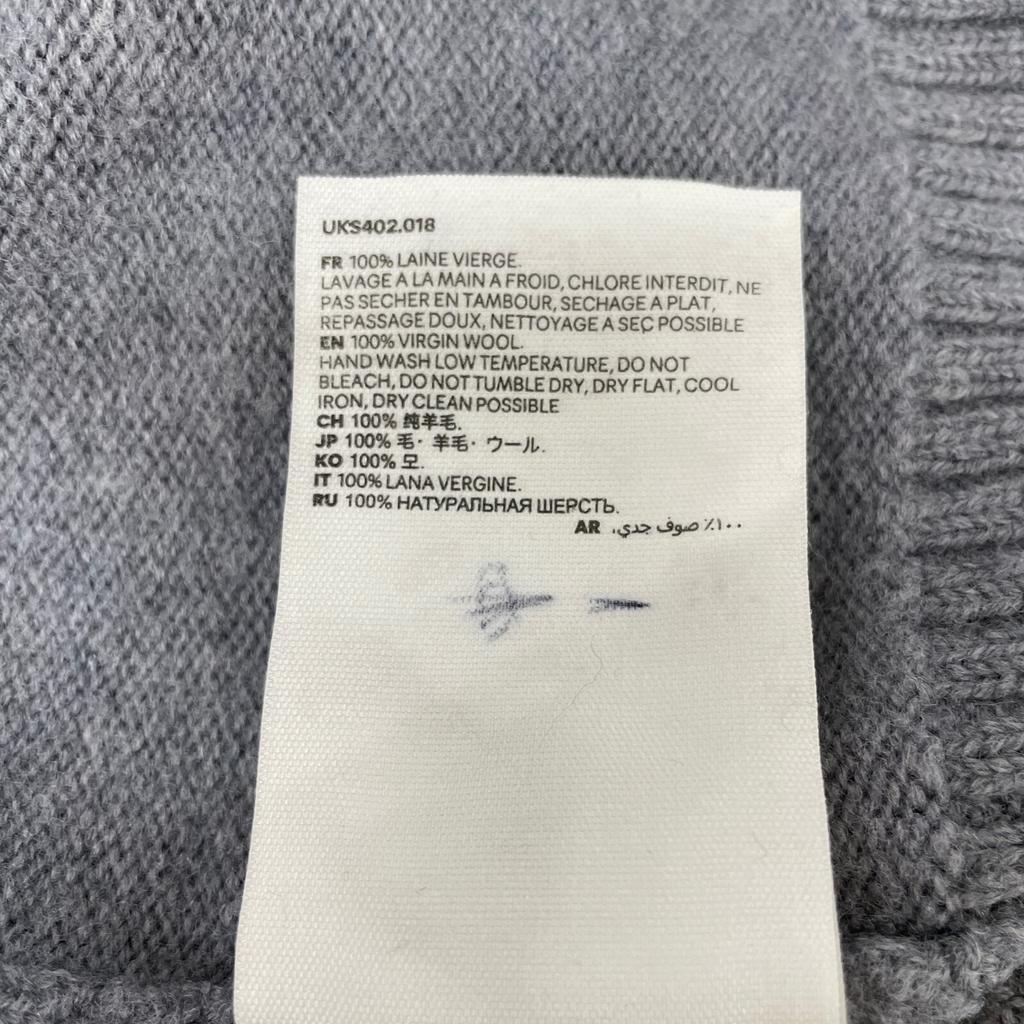 UKS402.018
FR 100% LAINE VIERGE.
LAVAGE A LA MAIN A FROID, CHLORE INTERDIT, NE
PAS SECHER EN TAMBOUR, SECHAGE A PLAT,
REPASSAGE DOUX, NETTOYAGE A SEC POSSIBLE
EN 100% VIRGIN WOOL.
HAND WASH LOW TEMPERATURE, DO NOT
BLEACH, DO NOT TUMBLE DRY, DRY FLAT, COOL
IRON, DRY CLEAN POSSIBLE
CH 100% 纯羊毛.
JP 100% 毛・羊毛・ウール.
KO 100% 모.
IT 100% LANA VERGINE.
RU 100% НАТУРАЛЬНАЯ ШЕРСТЬ.
AR ١٠٠٪ صوف جدي،